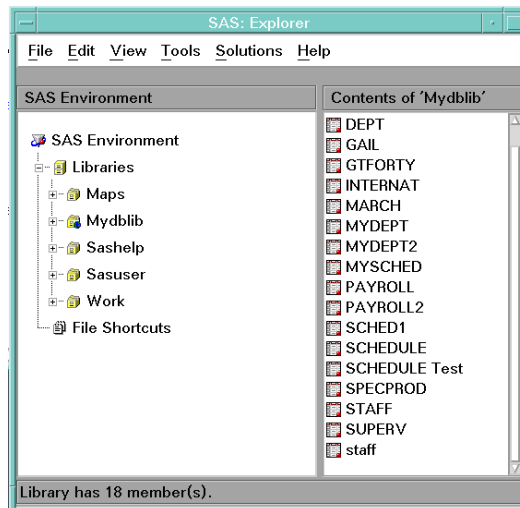 SAS: Explorer
File Edit View Tools Solutions Help
SAS Environment
Contents of 'Mydblib'
SAS Environment
Libraries
Maps
Mydblib
Sashelp
Sasuser
Work
File Shortcuts
DEPT
GAIL
GTFORTY
INTERNAT
MARCH
MYDEPT
MYDEPT2
MYSCHED
PAYROLL
PAYROLL2
SCHED1
SCHEDULE
SCHEDULE Test
SPECPROD
STAFF
SUPERV
staff
Library has 18 member(s).